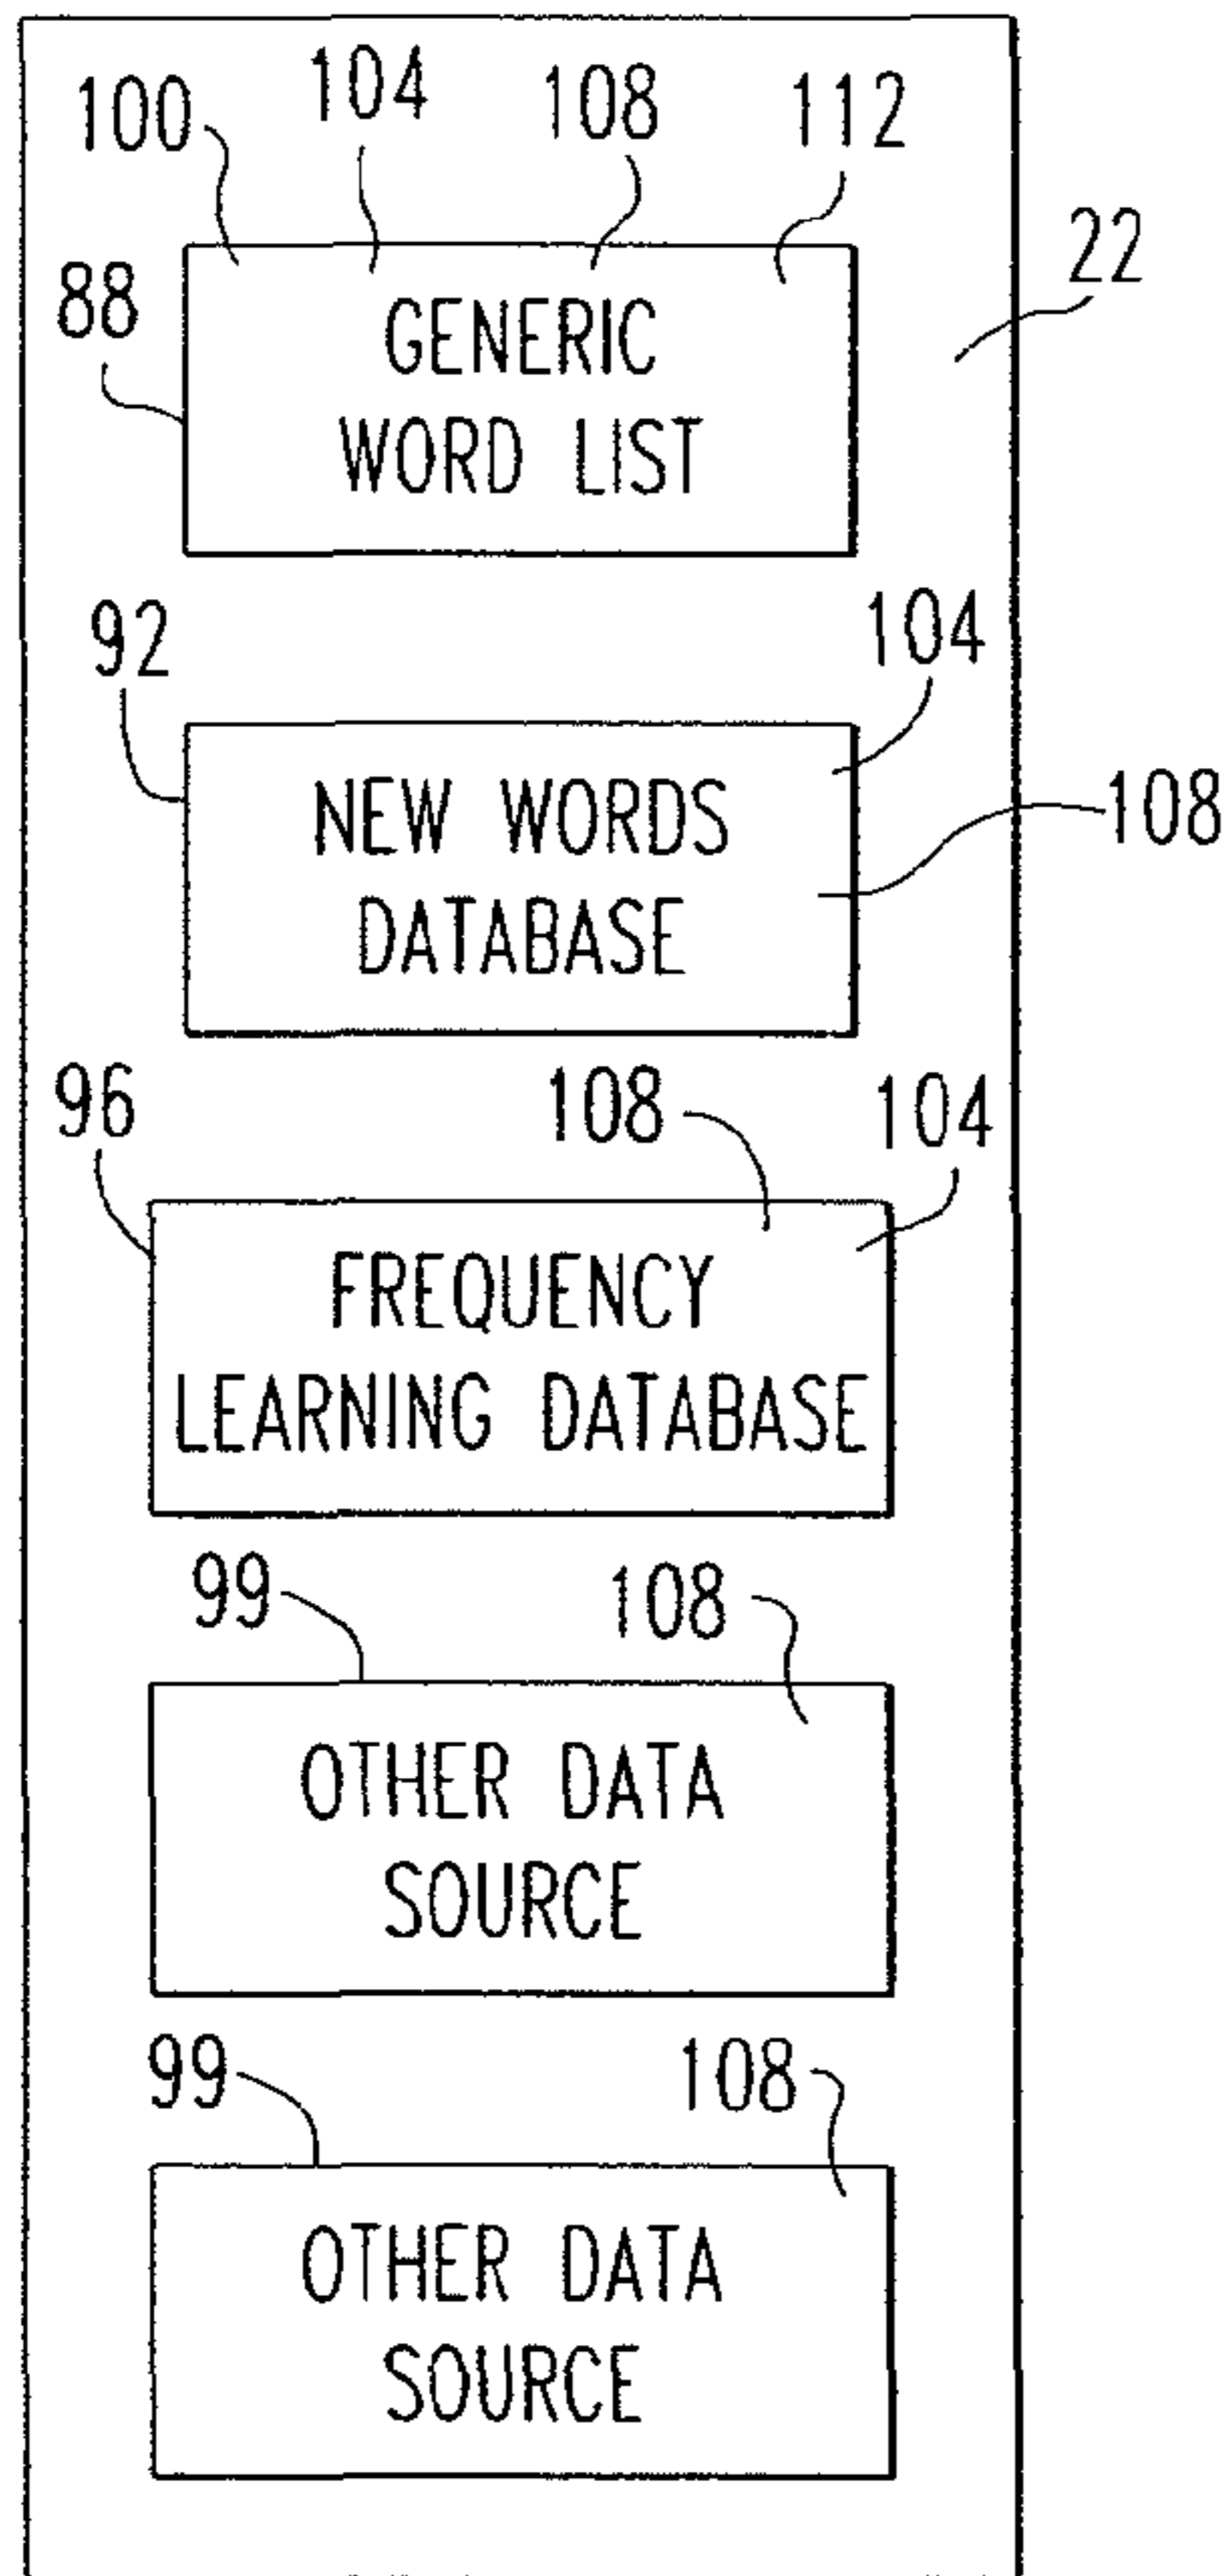 100 104 108 112
22
88
GENERIC
WORD LIST
92 104
NEW WORDS
108
DATABASE
96 108 104
FREQUENCY
LEARNING DATABASE
99 108
OTHER DATA
SOURCE
99 108
OTHER DATA
SOURCE